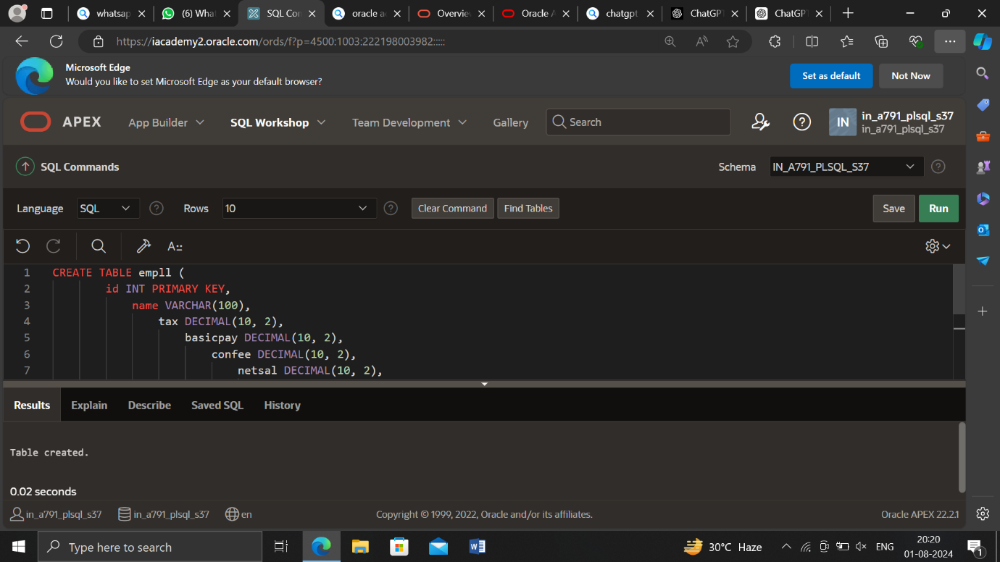 whatsap
(6) What
SQL Com
oracle ac
Overview
Oracle A
chatgpt
ChatGPT
ChatGPT
https://iacademy2.oracle.com/ords/f?p=4500:1003:222198003982:::::
Microsoft Edge
Would you like to set Microsoft Edge as your default browser?
Set as default
Not Now
APEX
App Builder
SQL Workshop
Team Development
Gallery
Search
IN
in_a791_plsql_s37
in_a791_plsql_s37
SQL Commands
Schema
IN_A791_PLSQL_S37
Language
SQL
Rows
10
Clear Command
Find Tables
Save
Run
1 CREATE TABLE empll (
2 id INT PRIMARY KEY,
3 name VARCHAR(100),
4 tax DECIMAL(10, 2),
5 basicpay DECIMAL(10, 2),
6 confee DECIMAL(10, 2),
7 netsal DECIMAL(10, 2),
Results
Explain
Describe
Saved SQL
History
Table created.
0.02 seconds
in_a791_plsql_s37
in_a791_plsql_s37
en
Copyright © 1999, 2022, Oracle and/or its affiliates.
Oracle APEX 22.2.1
Type here to search
30°C Haze
ENG
20:20
01-08-2024
1